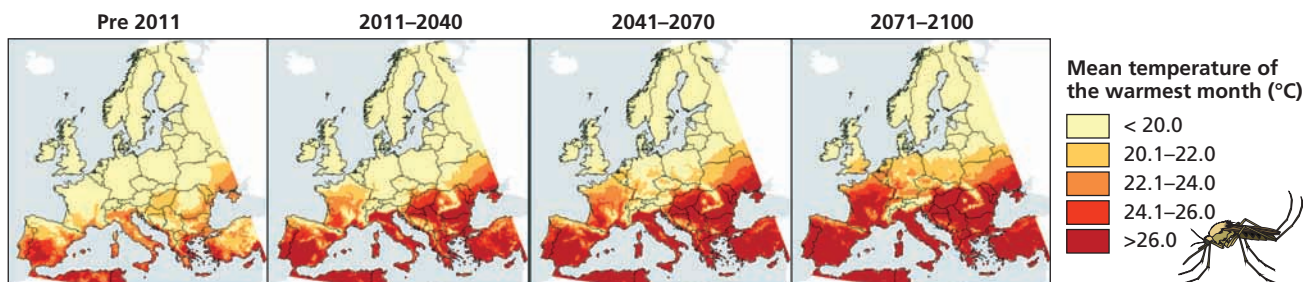 Pre 2011
2011–2040
2041–2070
2071–2100
Mean temperature of
the warmest month (°C)
< 20.0
20.1–22.0
22.1–24.0
24.1–26.0
>26.0